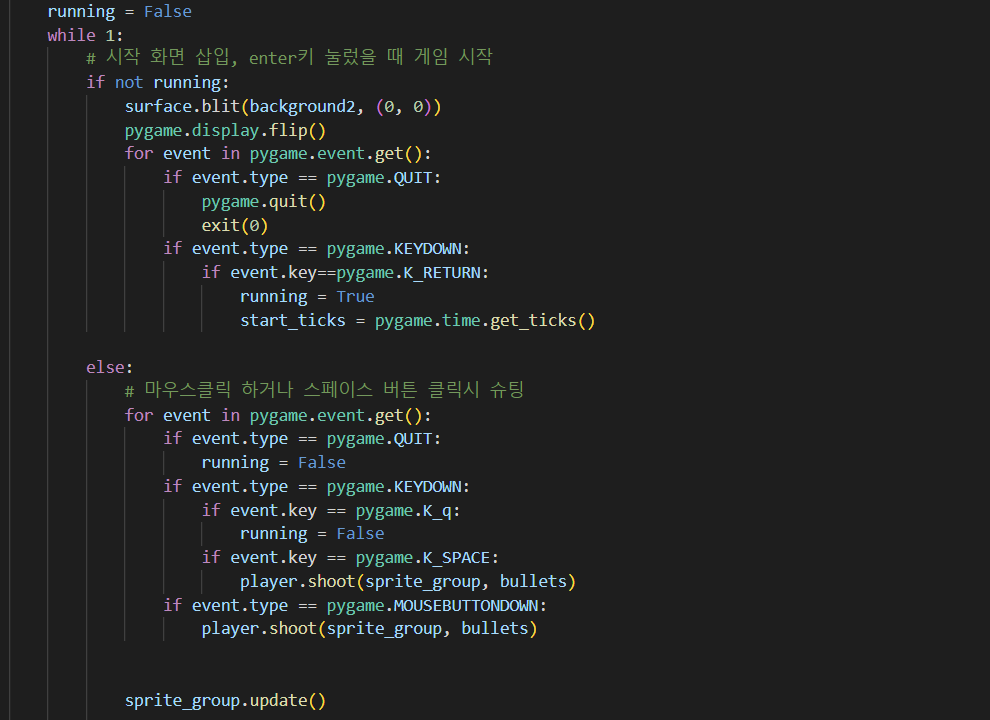 running = False
while 1:
# 시작 화면 삽입, enter키 눌렀을 때 게임 시작
if not running:
surface.blit(background2, (0, 0))
pygame.display.flip()
for event in pygame.event.get():
if event.type == pygame.QUIT:
pygame.quit()
exit(0)
if event.type == pygame.KEYDOWN:
if event.key==pygame.K_RETURN:
running = True
start_ticks = pygame.time.get_ticks()
else:
# 마우스클릭 하거나 스페이스 버튼 클릭시 슈팅
for event in pygame.event.get():
if event.type == pygame.QUIT:
running = False
if event.type == pygame.KEYDOWN:
if event.key == pygame.K_q:
running = False
if event.key == pygame.K_SPACE:
player.shoot(sprite_group, bullets)
if event.type == pygame.MOUSEBUTTONDOWN:
player.shoot(sprite_group, bullets)
sprite_group.update()